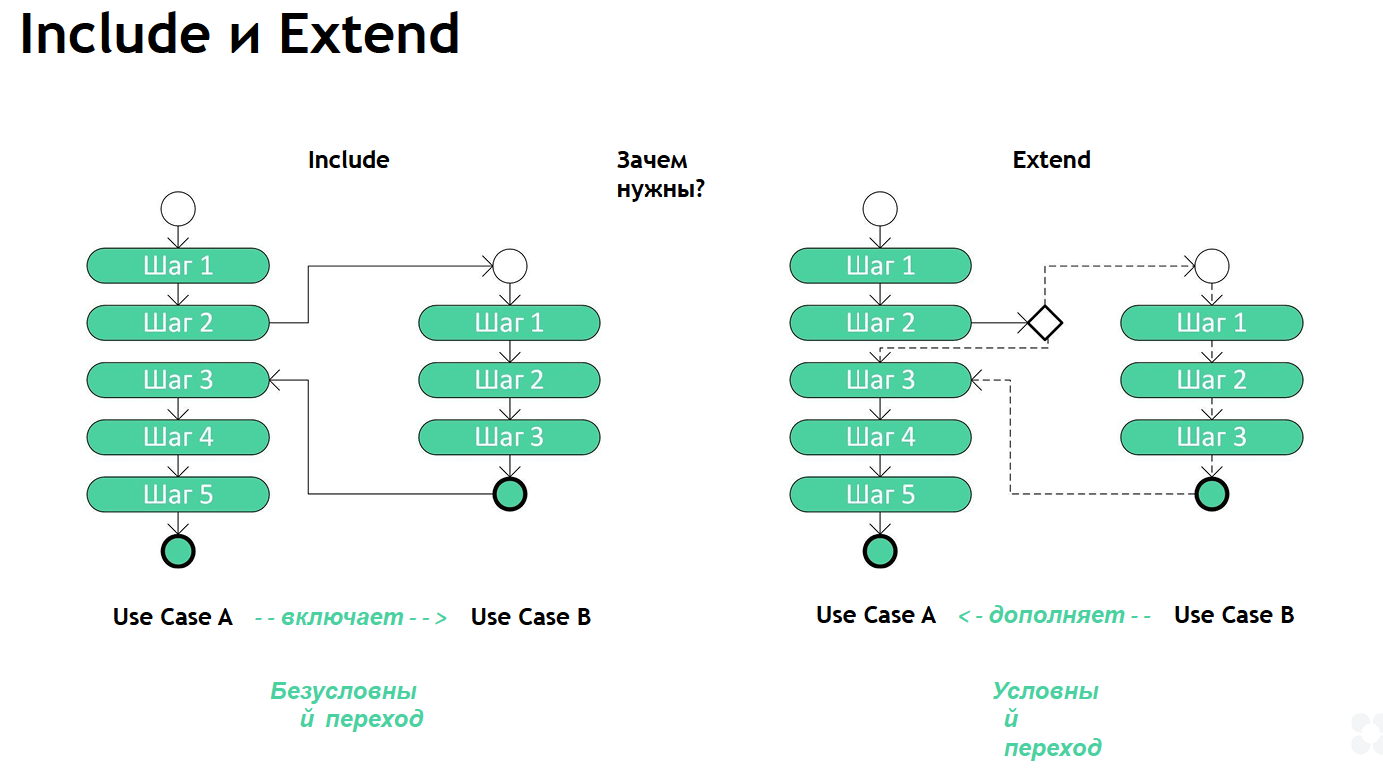 Include и Extend
Include
Зачем
нужны?
Extend
Шаг 1
Шаг 2
Шаг 3
Шаг 4
Шаг 5
Шаг 1
Шаг 2
Шаг 3
Шаг 1
Шаг 2
Шаг 3
Шаг 4
Шаг 5
Шаг 1
Шаг 2
Шаг 3
Use Case A - - включает - - > Use Case B
Use Case A < - дополняет - - Use Case B
Безусловны
й переход
Условны
й
переход